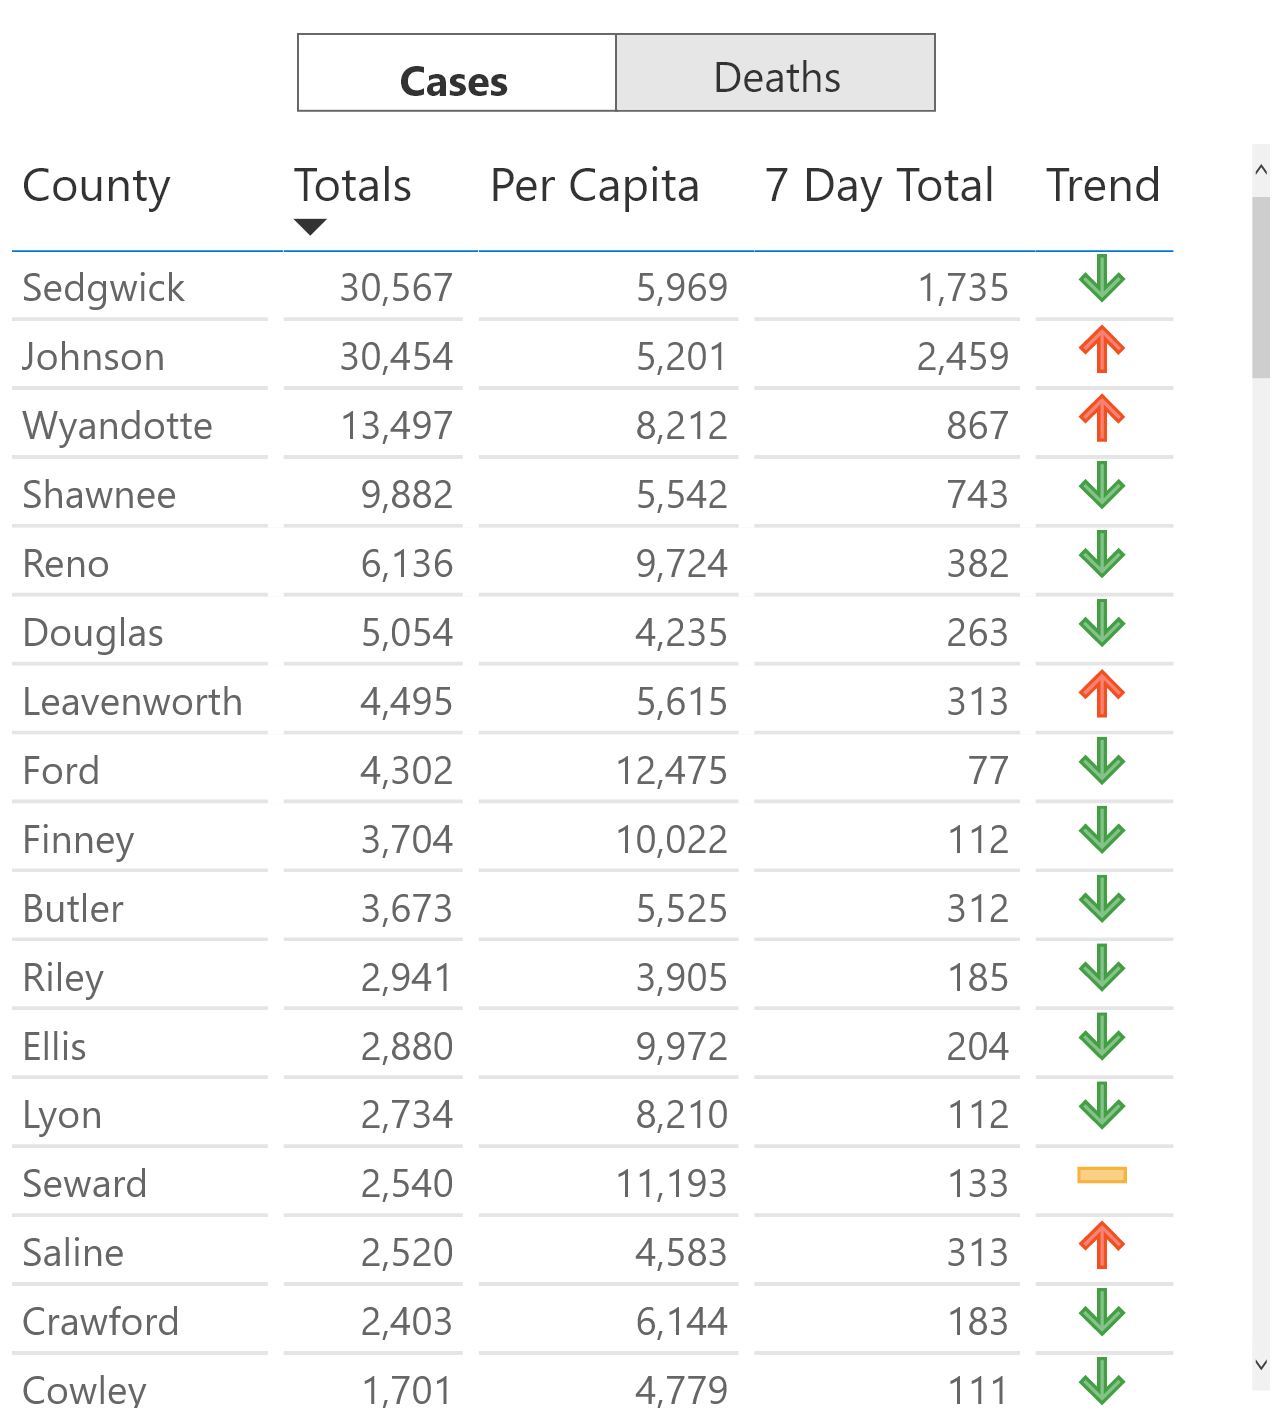 Cases Deaths
County Totals Per Capita 7 Day Total Trend
Sedgwick 30,567 5,969 1,735
Johnson 30,454 5,201 2,459
Wyandotte 13,497 8,212 867
Shawnee 9,882 5,542 743
Reno 6,136 9,724 382
Douglas 5,054 4,235 263
Leavenworth 4,495 5,615 313
Ford 4,302 12,475 77
Finney 3,704 10,022 112
Butler 3,673 5,525 312
Riley 2,941 3,905 185
Ellis 2,880 9,972 204
Lyon 2,734 8,210 112
Seward 2,540 11,193 133
Saline 2,520 4,583 313
Crawford 2,403 6,144 183
Cowley 1,701 4,779 111